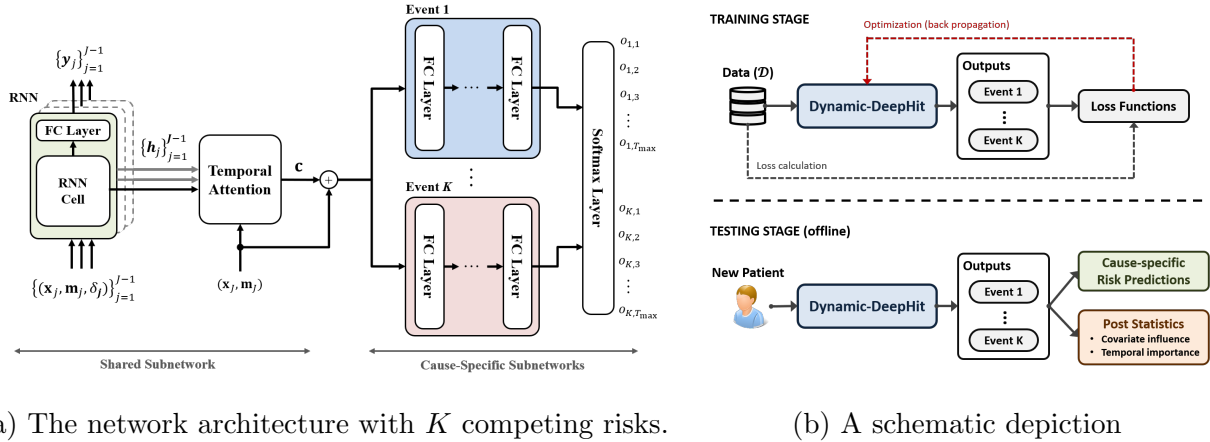 {y_j}_{j=1}^{J−1}
RNN
FC Layer
RNN
Cell
{h_j}_{j=1}^{J−1}
{(x_j, m_j, δ_j)}_{j=1}^{J−1}
Temporal
Attention
c
+
(x_j, m_j)
Event 1
FC Layer
...
FC Layer
⋮
Event K
FC Layer
...
FC Layer
Softmax Layer
o_{1,1}
o_{1,2}
o_{1,3}
⋮
o_{1,T_max}
o_{K,1}
o_{K,2}
o_{K,3}
⋮
o_{K,T_max}
Shared Subnetwork
Cause-Specific Subnetworks
a) The network architecture with K competing risks.
TRAINING STAGE
Optimization (back propagation)
Data (𝒟)
Dynamic-DeepHit
Outputs
Event 1
⋮
Event K
Loss Functions
Loss calculation
TESTING STAGE (offline)
New Patient
Dynamic-DeepHit
Outputs
Event 1
⋮
Event K
Cause-specific
Risk Predictions
Post Statistics
• Covariate influence
• Temporal importance
(b) A schematic depiction